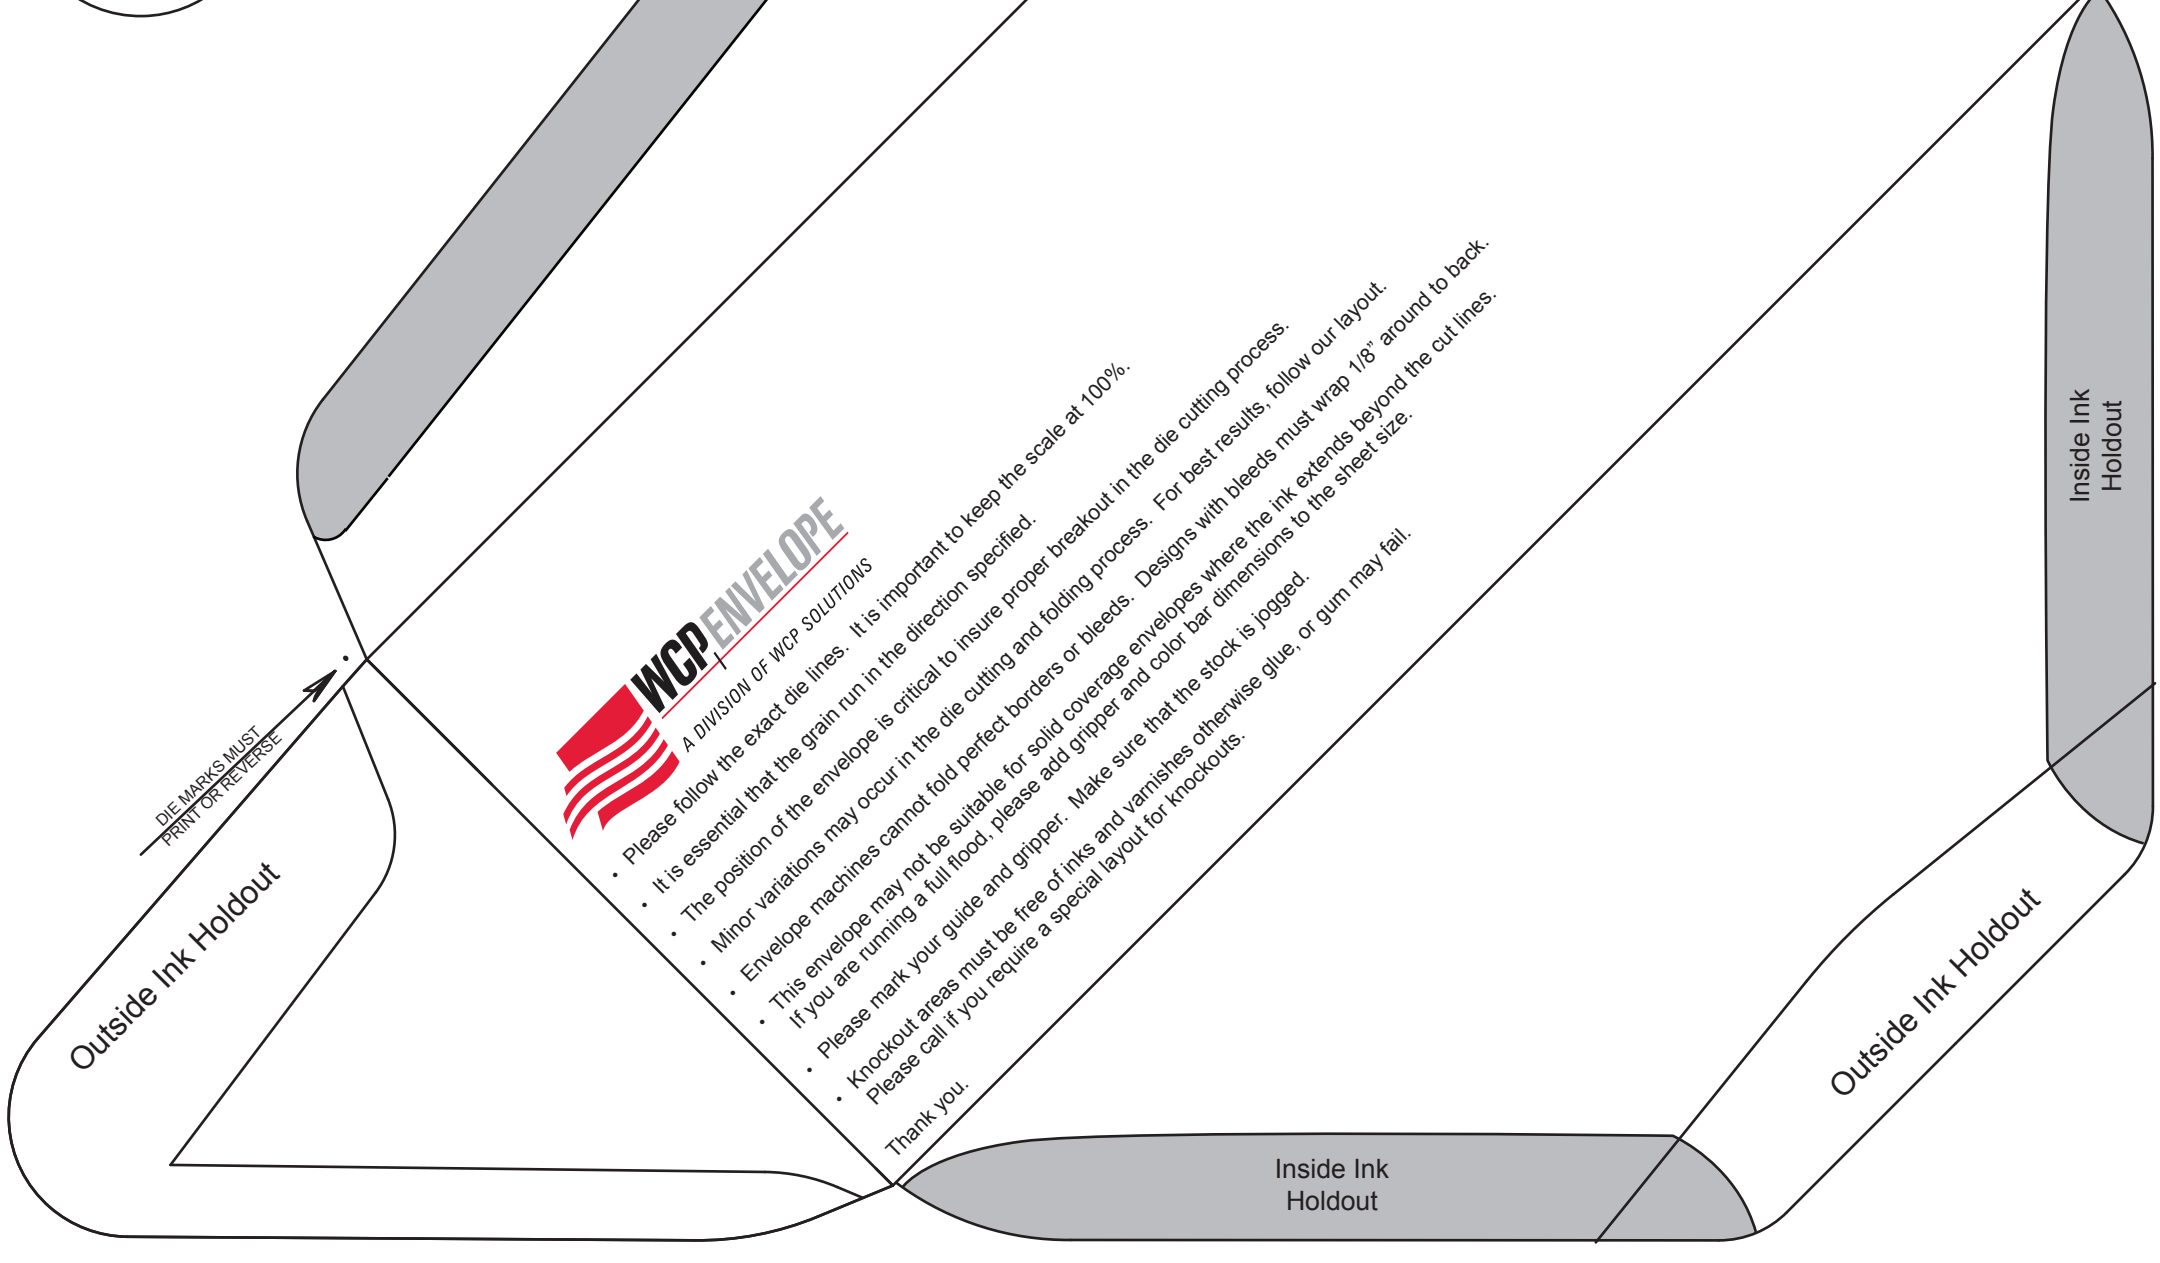 WCP ENVELOPE
A DIVISION OF WCP SOLUTIONS
• Please follow the exact die lines. It is important to keep the scale at 100%.
• It is essential that the grain run in the direction specified.
• The position of the envelope is critical to insure proper breakout in the die cutting process.
• Minor variations may occur in the die cutting and folding process. For best results, follow our layout.
• Envelope machines cannot fold perfect borders or bleeds. Designs with bleeds must wrap 1/8” around to back.
• This envelope may not be suitable for solid coverage envelopes where the ink extends beyond the cut lines.
If you are running a full flood, please add gripper and color bar dimensions to the sheet size.
• Please mark your guide and gripper. Make sure that the stock is jogged.
• Knockout areas must be free of inks and varnishes otherwise glue, or gum may fail.
Please call if you require a special layout for knockouts.
Thank you.
DIE MARKS MUST
PRINT OR REVERSE
Outside Ink Holdout
Inside Ink
Holdout
Outside Ink Holdout
Inside Ink
Holdout